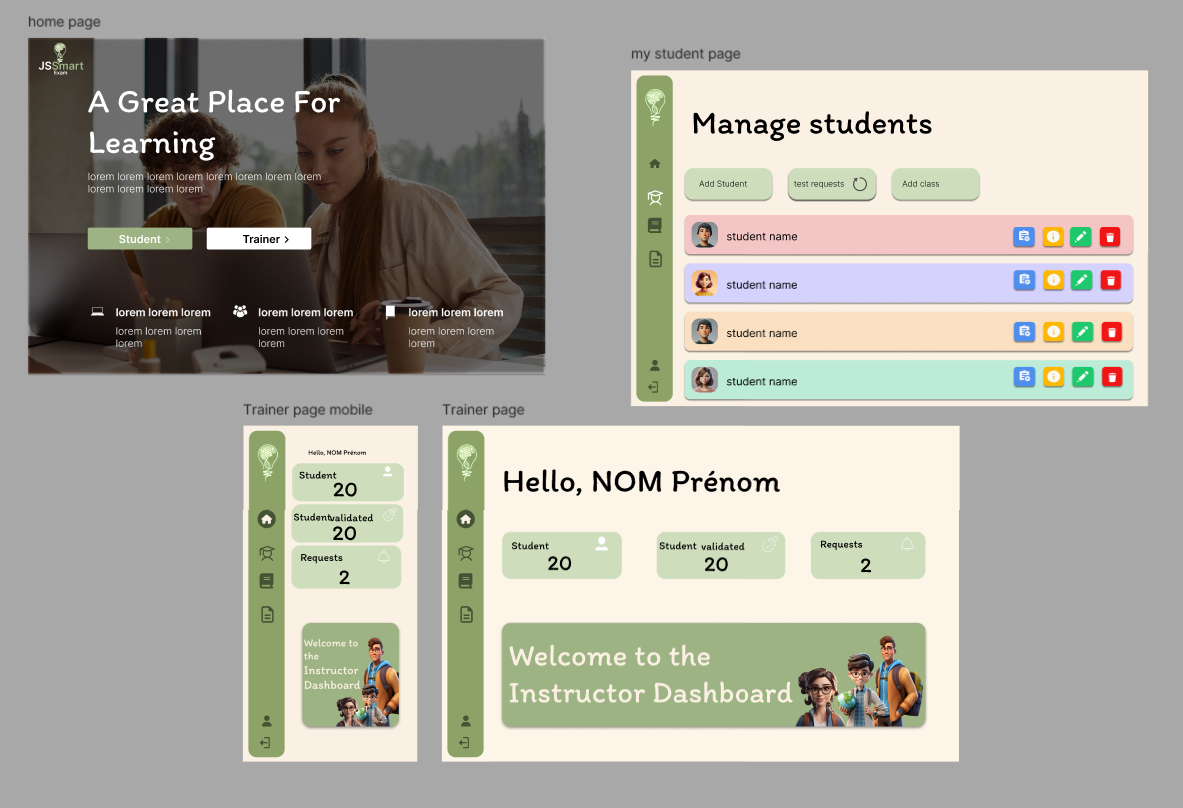 home page
JSSmart
Exam
A Great Place For
Learning
lorem lorem lorem lorem lorem lorem lorem
lorem lorem lorem lorem
Student
Trainer
lorem lorem lorem
lorem lorem lorem
lorem
lorem lorem lorem
lorem lorem lorem
lorem
lorem lorem lorem
lorem lorem lorem
lorem
my student page
Manage students
Add Student
test requests
Add class
student name
student name
student name
student name
Trainer page mobile
Hello, NOM Prénom
Student
20
Student validated
20
Requests
2
Welcome to
the
Instructor
Dashboard
Trainer page
Hello, NOM Prénom
Student
20
Student validated
20
Requests
2
Welcome to the
Instructor Dashboard